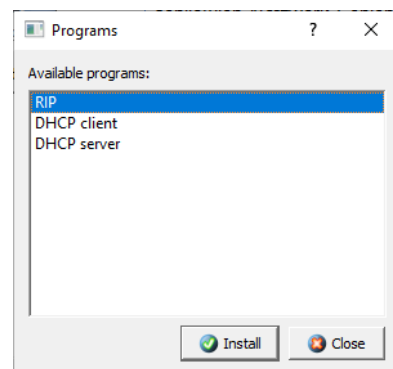 Programs
?
Available programs:
RIP
DHCP client
DHCP server
Install
Close